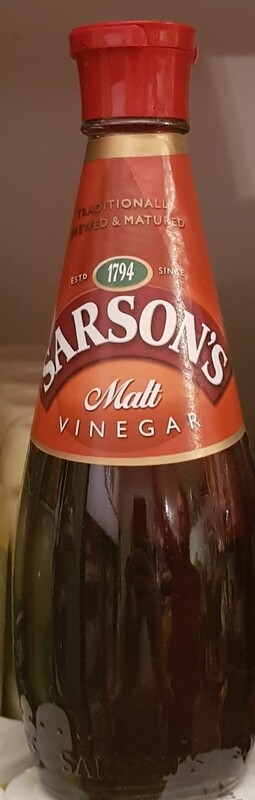 TRADITIONALLY
BREWED & MATURED
ESTD 1794 SINCE
SARSON'S
Malt
VINEGAR